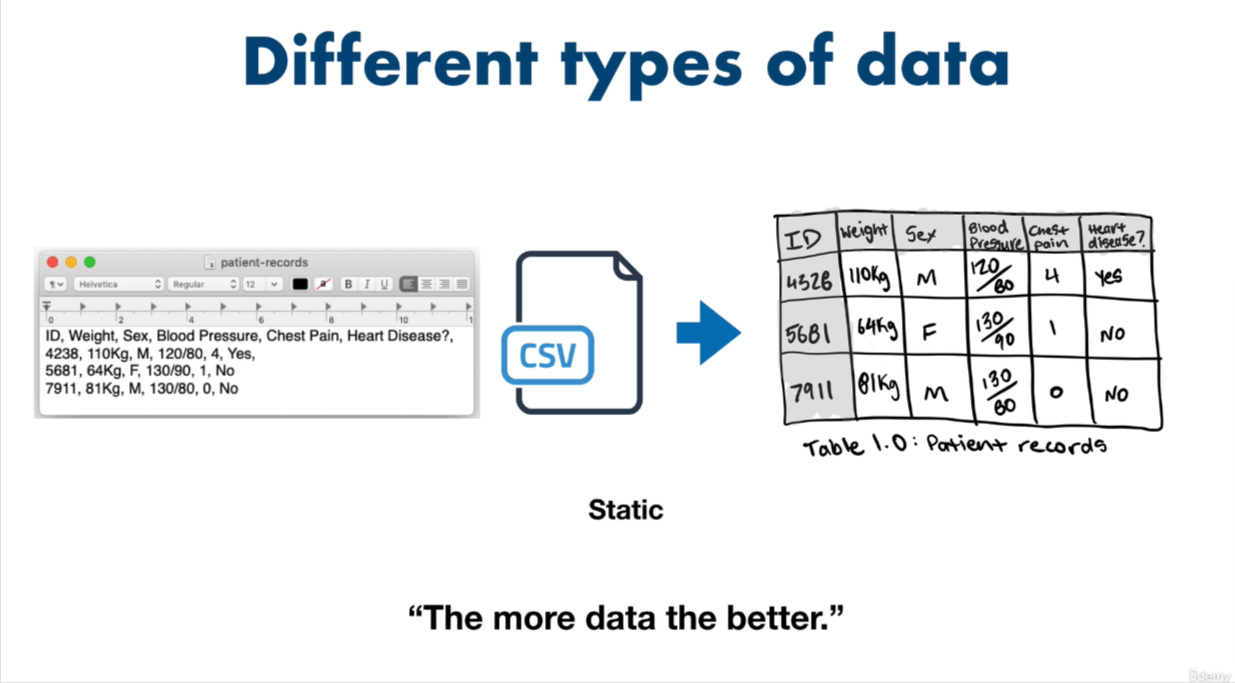 Different types of data
patient-records
Helvetica Regular 12 B I U
0 2 4 6 8 10 1
ID, Weight, Sex, Blood Pressure, Chest Pain, Heart Disease?,
4238, 110Kg, M, 120/80, 4, Yes,
5681, 64Kg, F, 130/90, 1, No
7911, 81Kg, M, 130/80, 0, No
CSV
ID Weight Sex Blood Pressure Chest pain Heart disease?
4328 110Kg M 120/80 4 Yes
5681 64Kg F 130/90 1 No
7911 81Kg M 130/80 0 No
Table 1.0: Patient records
Static
“The more data the better.”
ûdemy